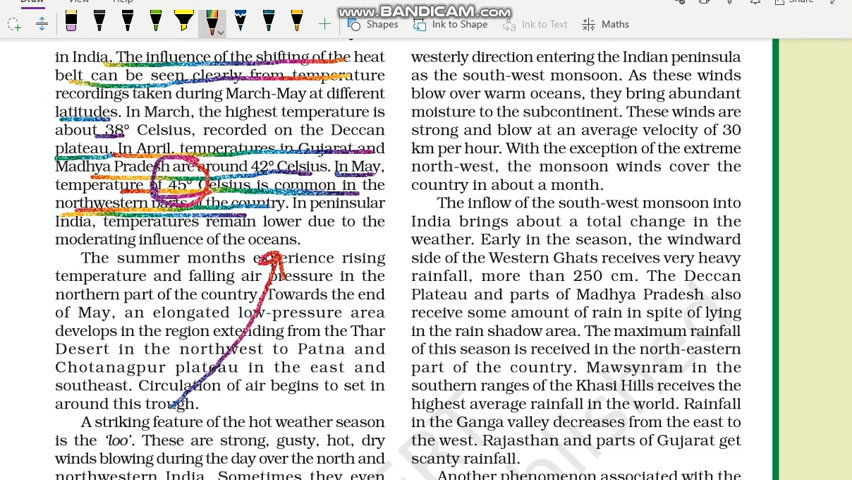 Draw
View
Help
Share
www.BANDICAM.com
Shapes
Ink to Shape
Ink to Text
Maths
in India. The influence of the shifting of the heat
belt can be seen clearly from temperature
recordings taken during March-May at different
latitudes. In March, the highest temperature is
about 38° Celsius, recorded on the Deccan
plateau. In April, temperatures in Gujarat and
Madhya Pradesh are around 42° Celsius. In May,
temperature of 45° Celsius is common in the
northwestern parts of the country. In peninsular
India, temperatures remain lower due to the
moderating influence of the oceans.
The summer months experience rising
temperature and falling air pressure in the
northern part of the country. Towards the end
of May, an elongated low-pressure area
develops in the region extending from the Thar
Desert in the northwest to Patna and
Chotanagpur plateau in the east and
southeast. Circulation of air begins to set in
around this trough.
A striking feature of the hot weather season
is the 'loo'. These are strong, gusty, hot, dry
winds blowing during the day over the north and
northwestern India. Sometimes they even
westerly direction entering the Indian peninsula
as the south-west monsoon. As these winds
blow over warm oceans, they bring abundant
moisture to the subcontinent. These winds are
strong and blow at an average velocity of 30
km per hour. With the exception of the extreme
north-west, the monsoon winds cover the
country in about a month.
The inflow of the south-west monsoon into
India brings about a total change in the
weather. Early in the season, the windward
side of the Western Ghats receives very heavy
rainfall, more than 250 cm. The Deccan
Plateau and parts of Madhya Pradesh also
receive some amount of rain in spite of lying
in the rain shadow area. The maximum rainfall
of this season is received in the north-eastern
part of the country. Mawsynram in the
southern ranges of the Khasi Hills receives the
highest average rainfall in the world. Rainfall
in the Ganga valley decreases from the east to
the west. Rajasthan and parts of Gujarat get
scanty rainfall.
Another phenomenon associated with the